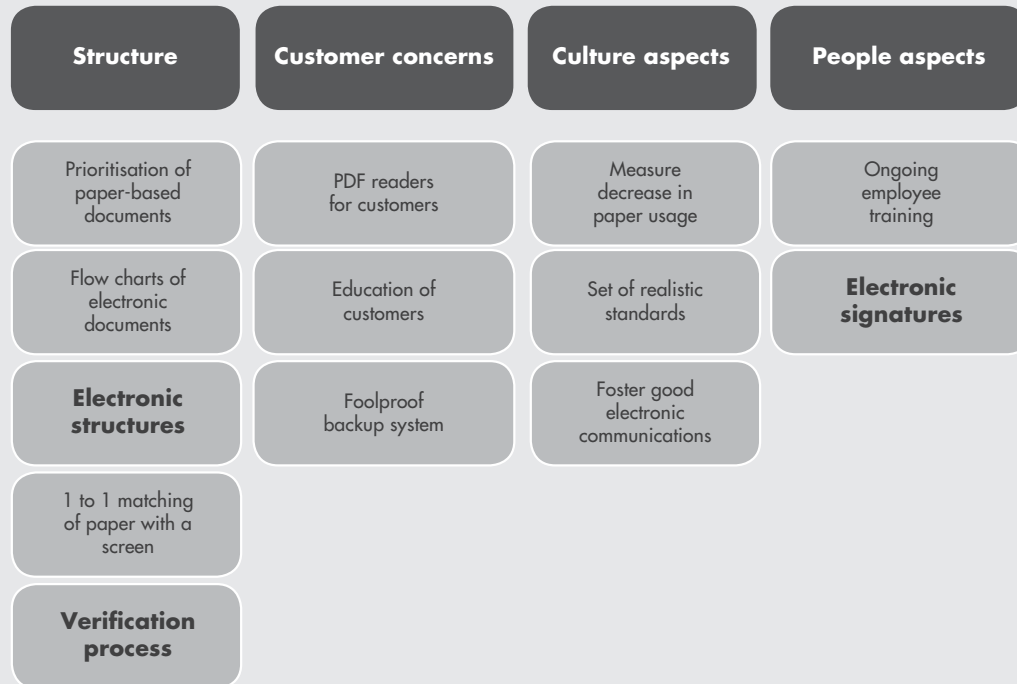 Structure
Customer concerns
Culture aspects
People aspects
Prioritisation of
paper-based
documents
Flow charts of
electronic
documents
Electronic
structures
1 to 1 matching
of paper with a
screen
Verification
process
PDF readers
for customers
Education of
customers
Foolproof
backup system
Measure
decrease in
paper usage
Set of realistic
standards
Foster good
electronic
communications
Ongoing
employee
training
Electronic
signatures